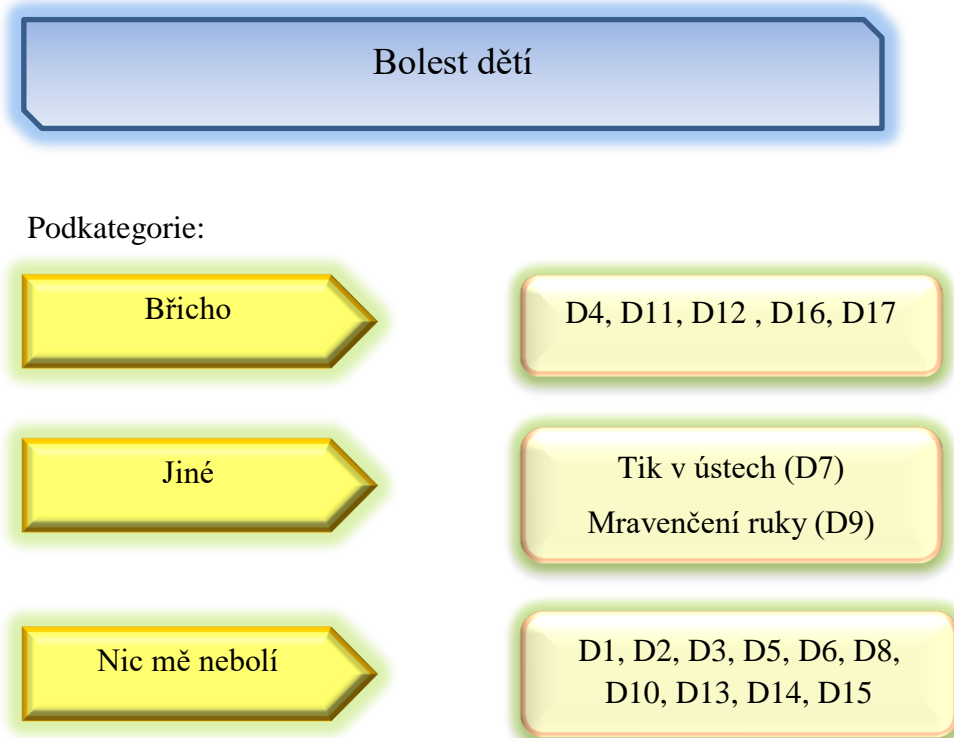 Bolest dětí
Podkategorie:
Břicho
D4, D11, D12 , D16, D17
Jiné
Tik v ústech (D7)
Mravenčení ruky (D9)
Nic mě nebolí
D1, D2, D3, D5, D6, D8,
D10, D13, D14, D15